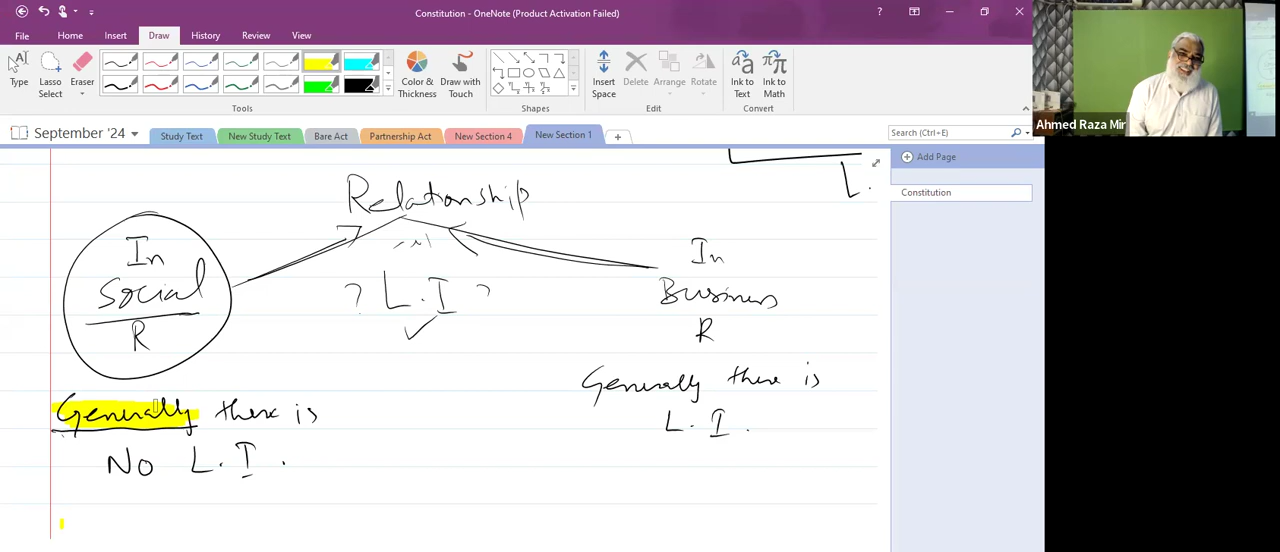 Constitution - OneNote (Product Activation Failed)
File Home Insert Draw History Review View
Type Lasso Select Eraser Color & Thickness Draw with Touch Insert Space Delete Arrange Rotate Ink to Text Ink to Math
Tools Shapes Edit Convert
September '24 Study Text New Study Text Bare Act Partnership Act New Section 4 New Section 1 Search (Ctrl+E)
Ahmed Raza Mir
Add Page
Constitution
L.
Relationship
In
Social
R
? L.I ?
In
Business
R
Generally there is
No L.I.
Generally there is
L.I.